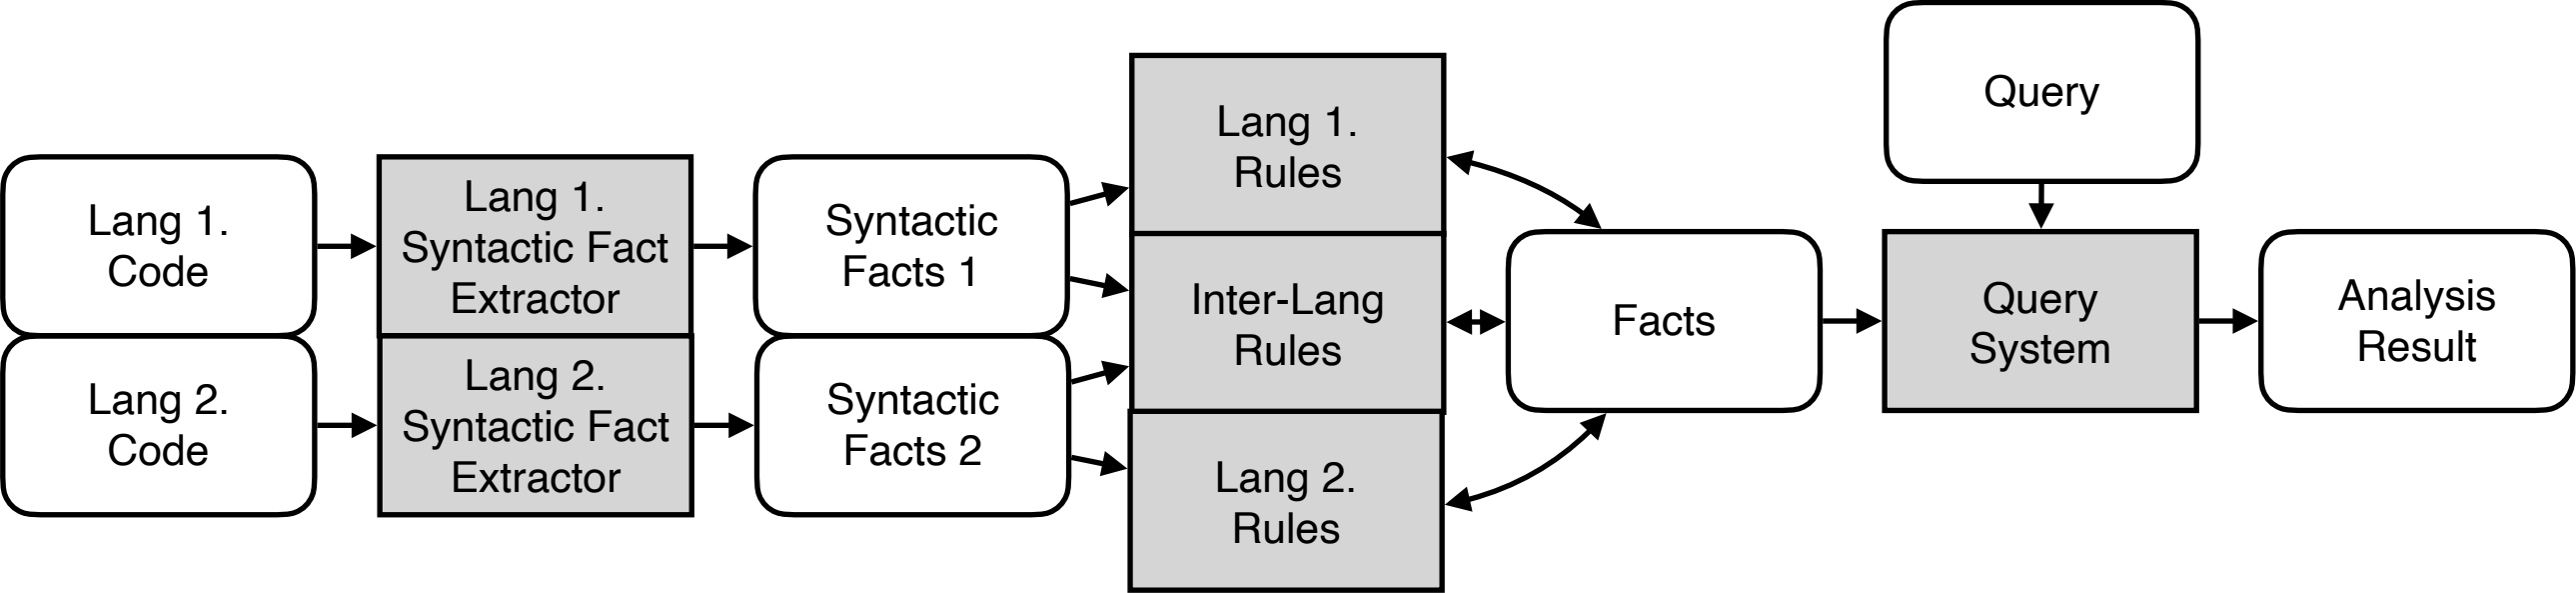 Lang 1.
Code
Lang 2.
Code
Lang 1.
Syntactic Fact
Extractor
Lang 2.
Syntactic Fact
Extractor
Syntactic
Facts 1
Syntactic
Facts 2
Lang 1.
Rules
Inter-Lang
Rules
Lang 2.
Rules
Facts
Query
Query
System
Analysis
Result